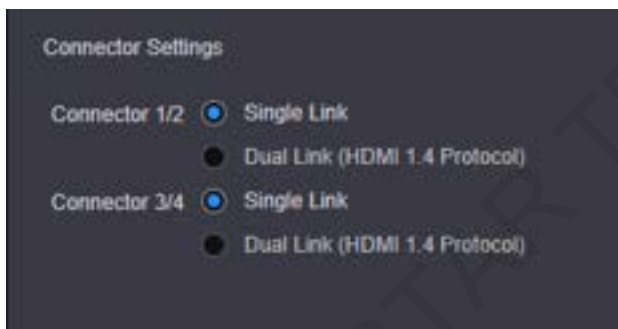 Connector Settings
Connector 1/2 Single Link
Dual Link (HDMI 1.4 Protocol)
Connector 3/4 Single Link
Dual Link (HDMI 1.4 Protocol)